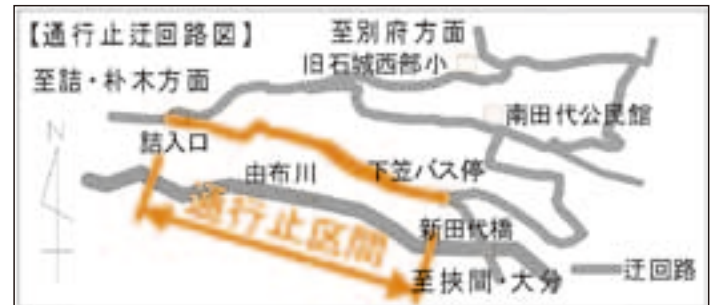 【通行止迂回路図】
至別府方面
旧石城西部小
至詰・朴木方面
南田代公民館
N
詰入口
由布川
下笠バス停
通行止区間
新田代橋
至挾間・大分
迂回路